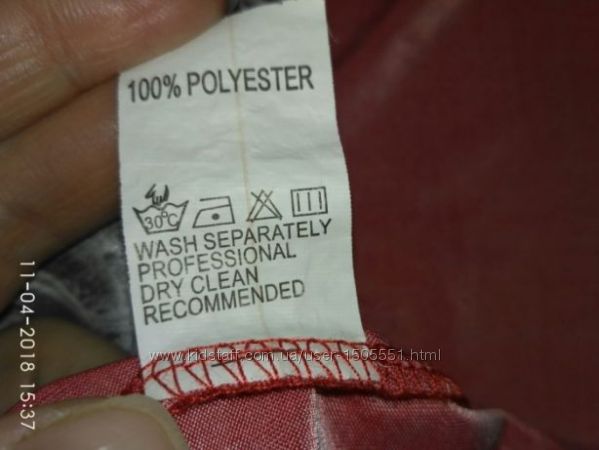 100% POLYESTER
30°C
WASH SEPARATELY
PROFESSIONAL
DRY CLEAN
RECOMMENDED
www.kidstaff.com.ua/user-1505551.html
11-04-2018 15:37